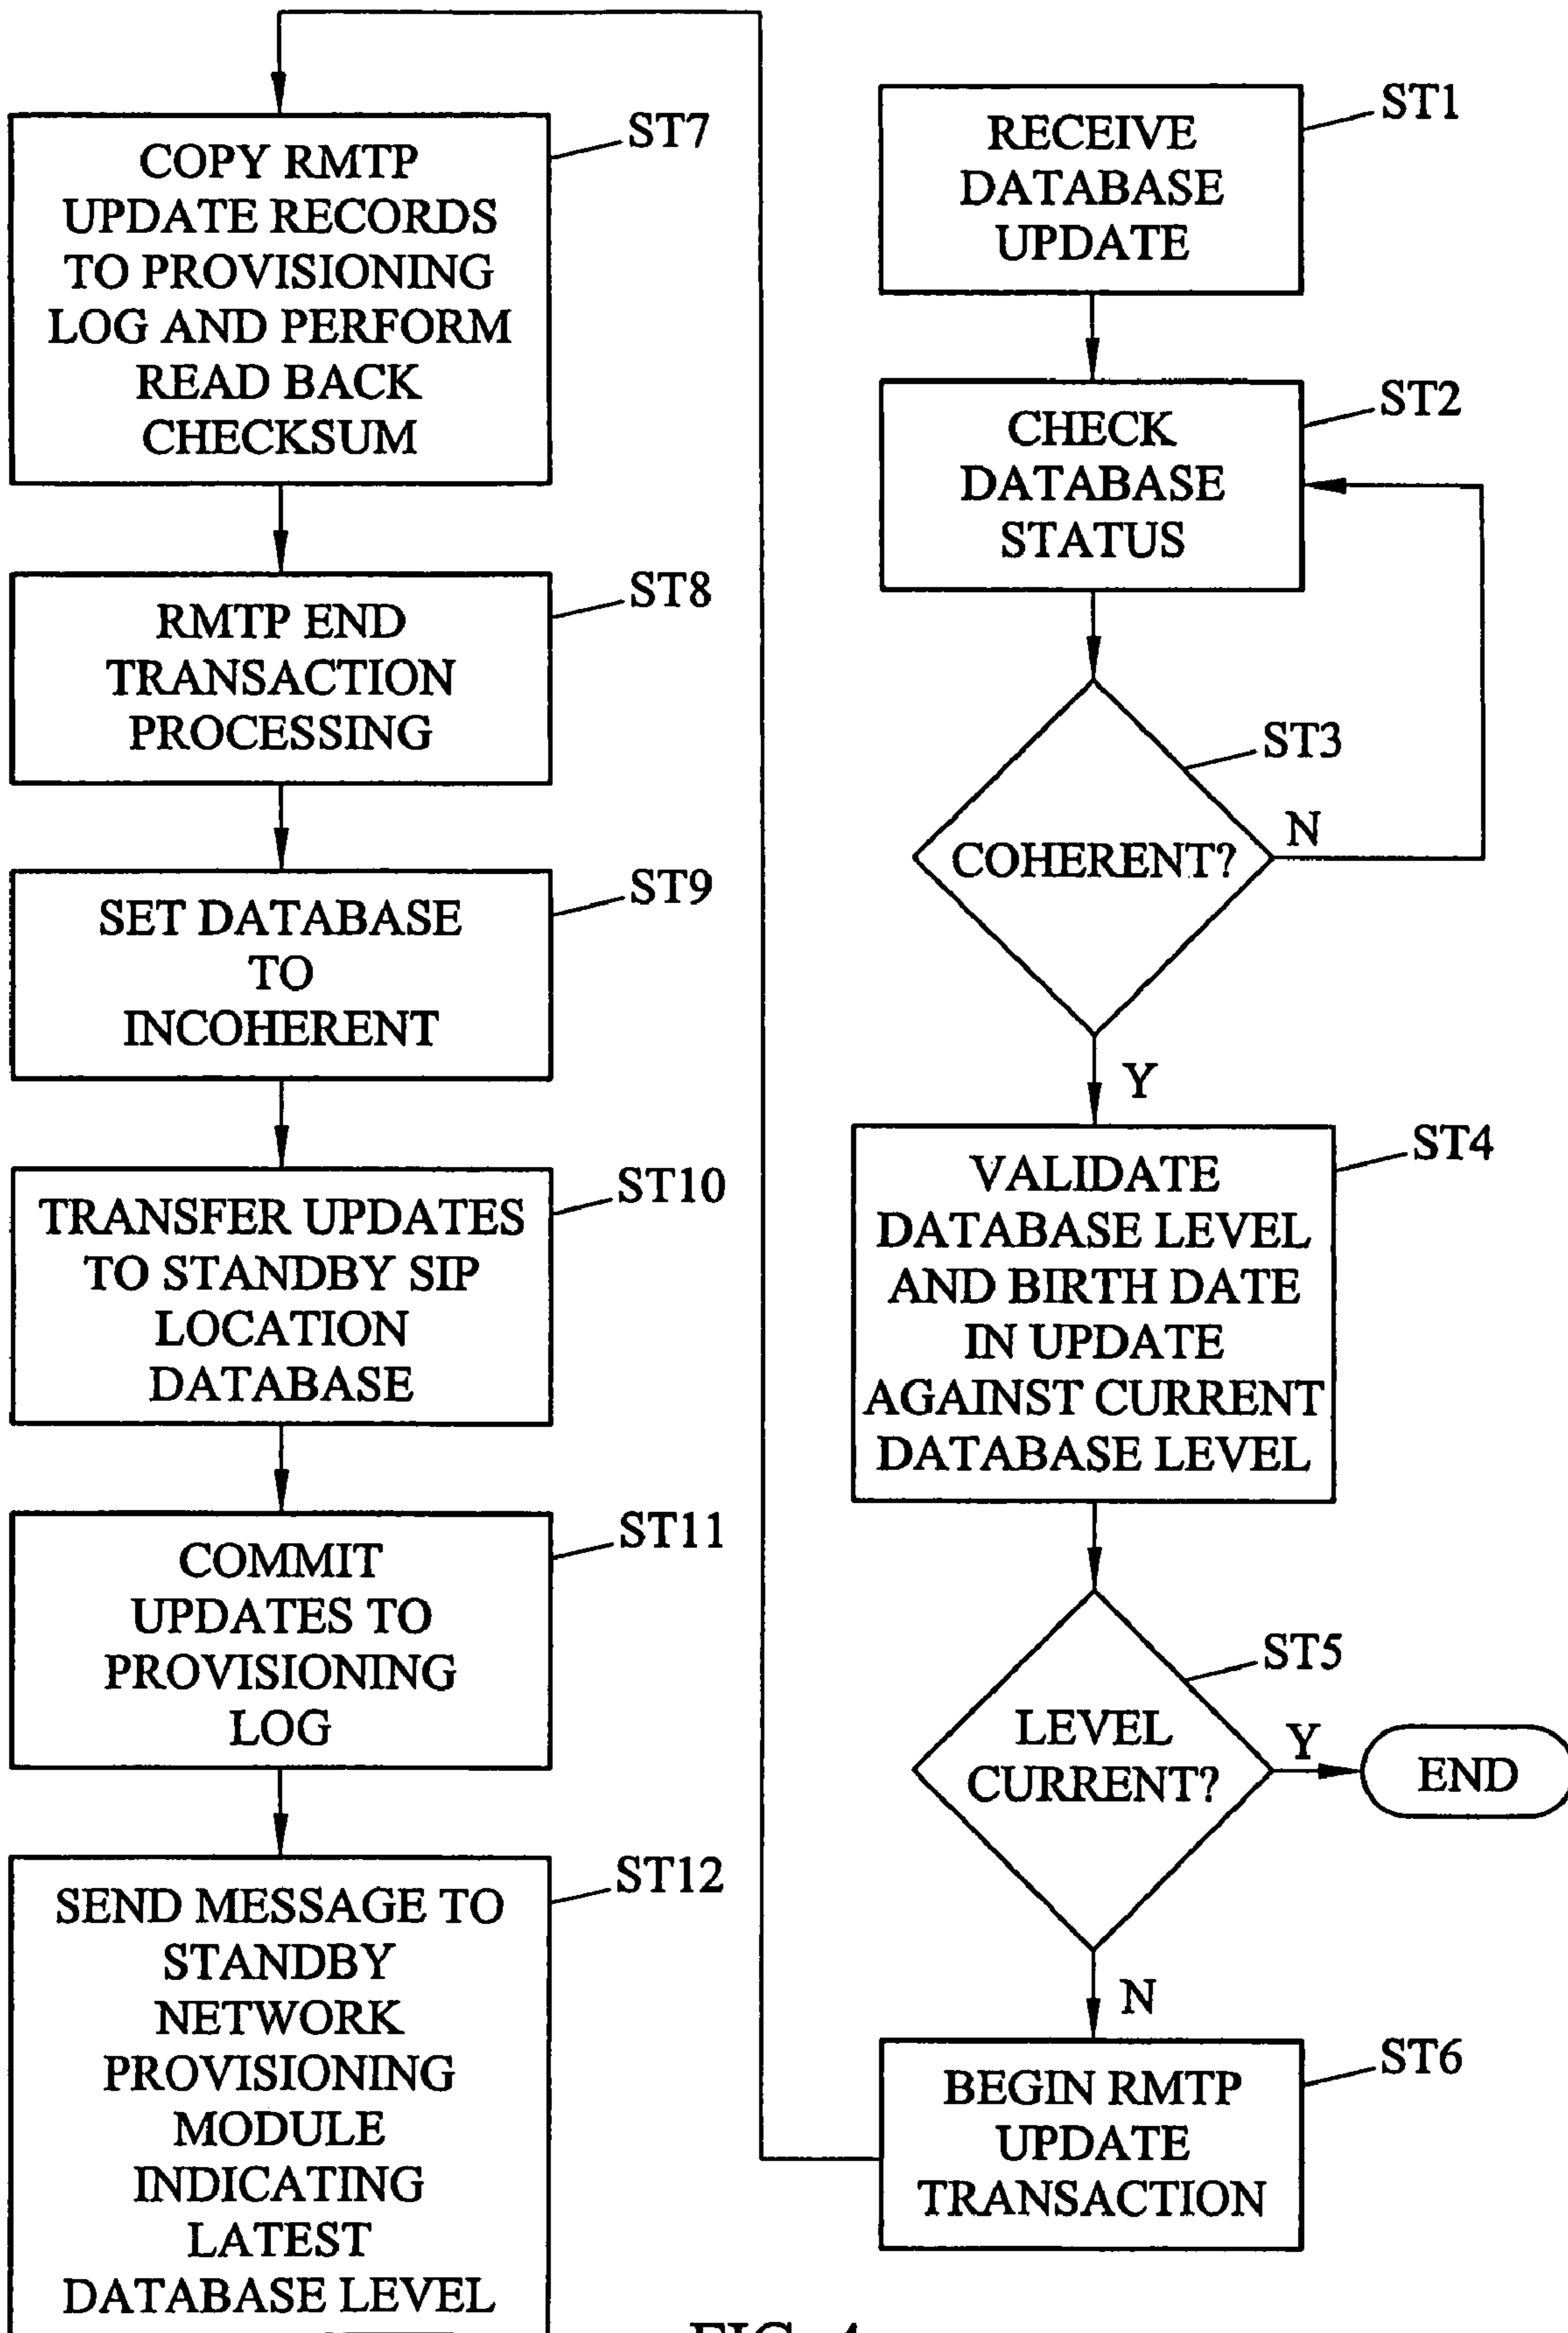 RECEIVE
DATABASE
UPDATE
ST1
CHECK
DATABASE
STATUS
ST2
COHERENT?
ST3
N
Y
VALIDATE
DATABASE LEVEL
AND BIRTH DATE
IN UPDATE
AGAINST CURRENT
DATABASE LEVEL
ST4
LEVEL
CURRENT?
ST5
Y
END
N
BEGIN RMTP
UPDATE
TRANSACTION
ST6
COPY RMTP
UPDATE RECORDS
TO PROVISIONING
LOG AND PERFORM
READ BACK
CHECKSUM
ST7
RMTP END
TRANSACTION
PROCESSING
ST8
SET DATABASE
TO
INCOHERENT
ST9
TRANSFER UPDATES
TO STANDBY SIP
LOCATION
DATABASE
ST10
COMMIT
UPDATES TO
PROVISIONING
LOG
ST11
SEND MESSAGE TO
STANDBY
NETWORK
PROVISIONING
MODULE
INDICATING
LATEST
DATABASE LEVEL
ST12
FIG. 4